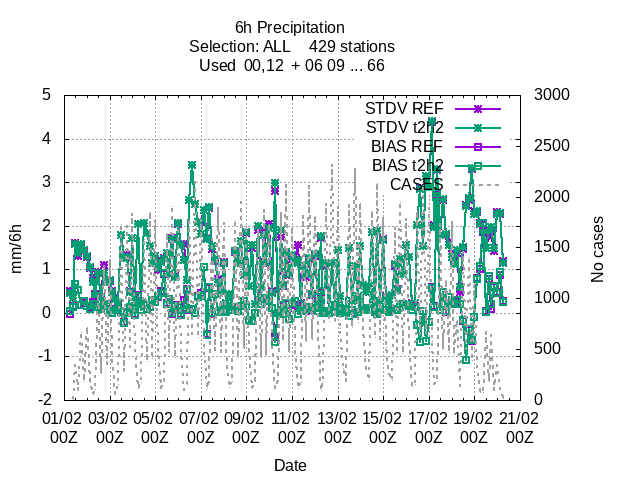 6h Precipitation
Selection: ALL 429 stations
Used 00,12 + 06 09 ... 66
5 3000
STDV REF
STDV t2h2
4 2500
BIAS REF
BIAS t2h2
CASES
3 2000
2 1500
1 1000
0
-1 500
-2 0
mm/6h
No cases
01/02 03/02 05/02 07/02 09/02 11/02 13/02 15/02 17/02 19/02 21/02
00Z 00Z 00Z 00Z 00Z 00Z 00Z 00Z 00Z 00Z 00Z
Date